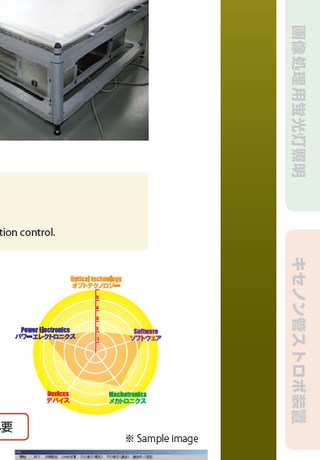 画像処理用蛍光灯照明
tion control.
キセノン管ストロボ装置
Optical technology
オプトテクノロジー
Power Electronics
パワーエレクトロニクス
Software
ソフトウェア
Devices
デバイス
Mechatronics
メカトロニクス
要
※ Sample image